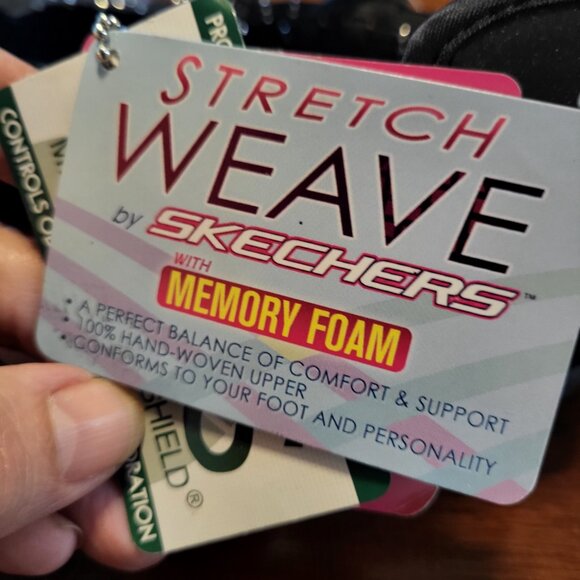 STRETCH
WEAVE
by SKECHERS™
WITH
MEMORY FOAM
• A PERFECT BALANCE OF COMFORT & SUPPORT
• 100% HAND-WOVEN UPPER
• CONFORMS TO YOUR FOOT AND PERSONALITY
CONTROLS
SHIELD®